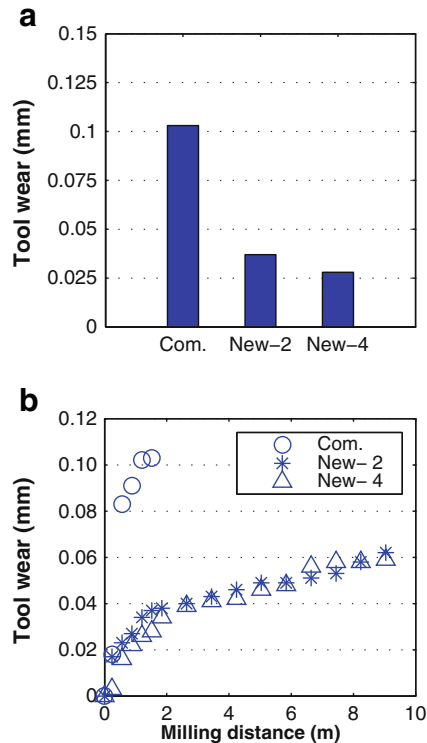 a
0.15
0.125
0.1
0.075
0.05
0.025
0
Tool wear (mm)
Com. New-2 New-4
b
0.12
0.10
0.08
0.06
0.04
0.02
0.00
Tool wear (mm)
Com.
New- 2
New- 4
0 2 4 6 8 10
Milling distance (m)